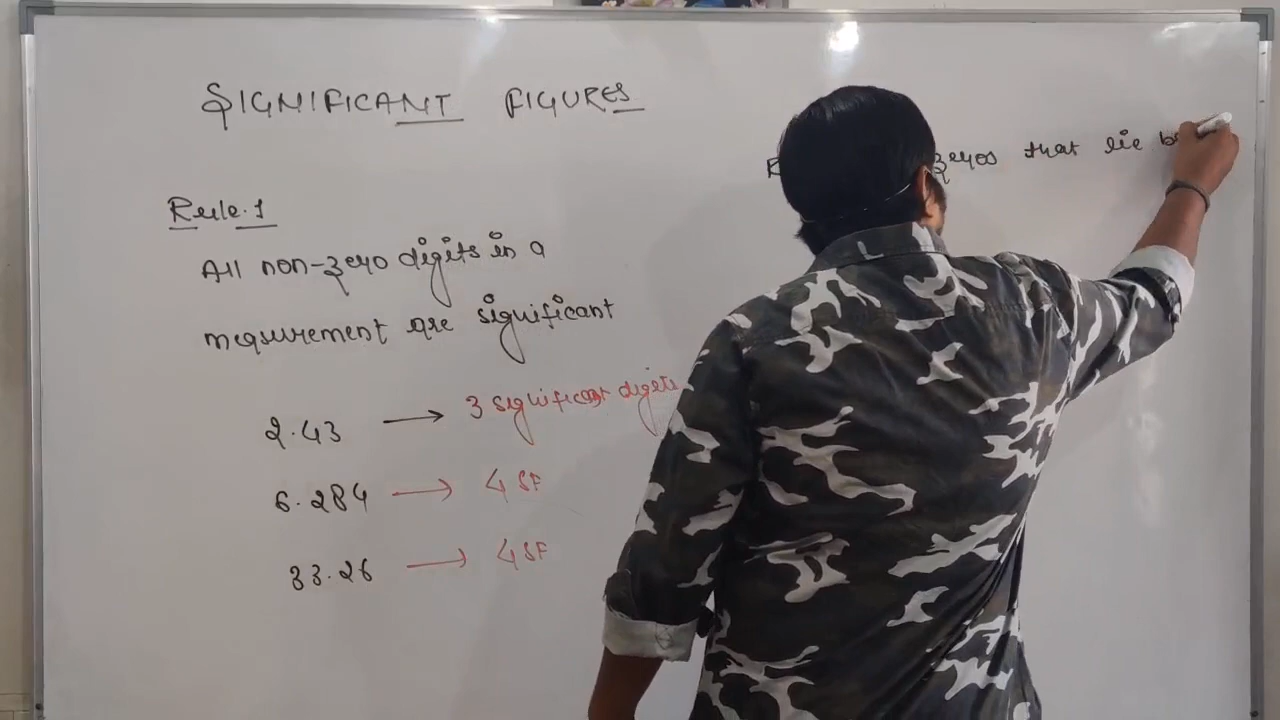 SIGNIFICANT FIGURES
Rule.1
All non-zero digits in a
measurement are significant
2.43 → 3 significant digits
6.284 → 4 SF
33.26 → 4 SF
zeros that lie